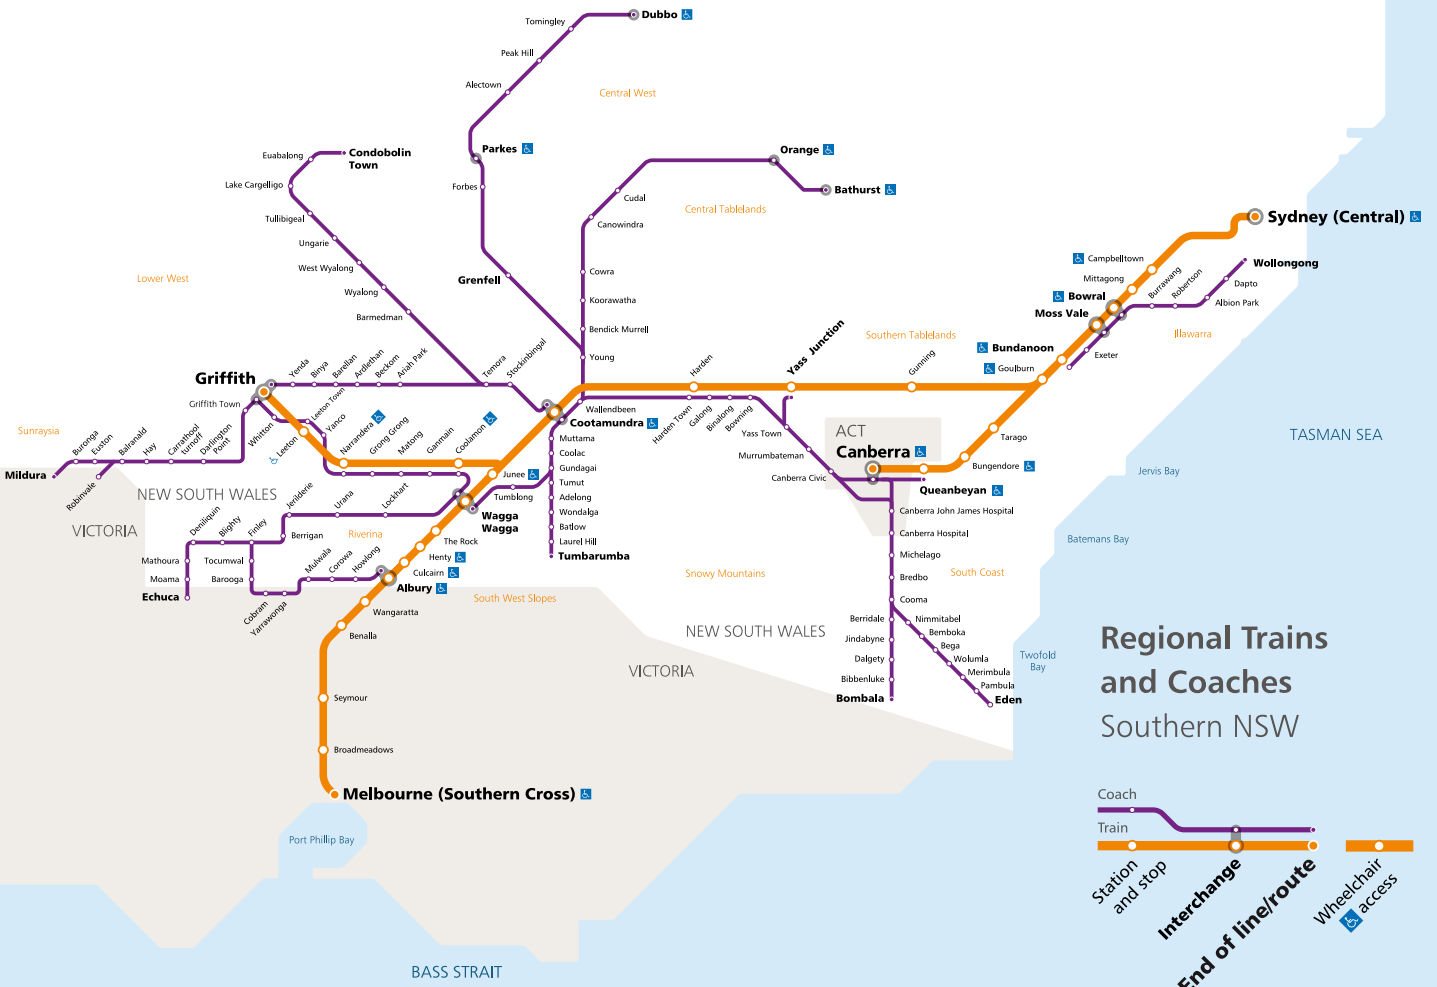 Dubbo
Tomingley
Peak Hill
Alectown
Central West
Parkes
Forbes
Grenfell
Condobolin
Town
Euabalong
Lake Cargelligo
Tullibigeal
Ungarie
West Wyalong
Wyalong
Barmedman
Lower West
Orange
Bathurst
Cudal
Canowindra
Central Tablelands
Cowra
Koorawatha
Bendick Murrell
Young
Sydney (Central)
Campbelltown
Mittagong
Bowral
Moss Vale
Burrawang
Robertson
Wollongong
Dapto
Albion Park
Illawarra
Exeter
Bundanoon
Goulburn
Southern Tablelands
Gunning
Yass Junction
Harden
Griffith
Yenda
Binya
Barellan
Ardlethan
Beckom
Ariah Park
Temora
Stockinbingal
Griffith Town
Whitton
Leeton
Leeton Town
Yanco
Narrandera
Grong Grong
Matong
Ganmain
Coolamon
Wallendbeen
Cootamundra
Harden Town
Galong
Binalong
Bowning
Yass Town
Murrumbateman
Canberra Civic
ACT
Canberra
Tarago
Bungendore
Queanbeyan
Sunraysia
Mildura
Buronga
Euston
Robinvale
Balranald
Hay
Carrathool
turnoff
Darlington
Point
NEW SOUTH WALES
VICTORIA
Muttama
Coolac
Gundagai
Tumut
Adelong
Wondalga
Batlow
Laurel Hill
Tumbarumba
Junee
Tumblong
Wagga
Wagga
Jerilderie
Urana
Lockhart
Deniliquin
Blighty
Finley
Berrigan
Riverina
Mathoura
Moama
Echuca
Tocumwal
Barooga
Cobram
Yarrawonga
Mulwala
Corowa
Howlong
The Rock
Henty
Culcairn
Albury
Wangaratta
Benalla
South West Slopes
Seymour
Broadmeadows
Melbourne (Southern Cross)
Canberra John James Hospital
Canberra Hospital
Michelago
Bredbo
Cooma
South Coast
Snowy Mountains
NEW SOUTH WALES
VICTORIA
Berridale
Jindabyne
Dalgety
Bibbenluke
Bombala
Nimmitabel
Bemboka
Bega
Wolumla
Merimbula
Pambula
Eden
TASMAN SEA
Jervis Bay
Batemans Bay
Twofold
Bay
Port Phillip Bay
BASS STRAIT
Regional Trains
and Coaches
Southern NSW
Coach
Train
Station
and stop
Interchange
End of line/route
Wheelchair
access